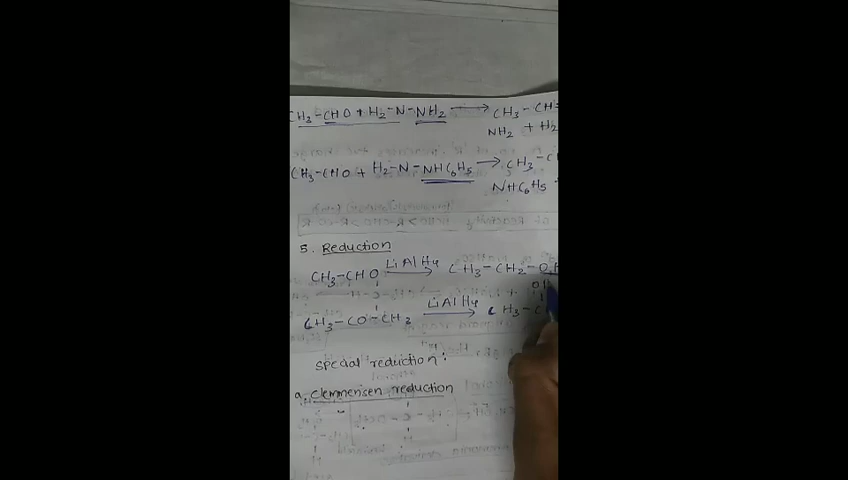 CH3-CHO + H2-N-NH2 → CH3-CH=
NH2 + H2
CH3-CHO + H2-N-NHC6H5 → CH3-C
NHC6H5
5. Reduction
CH3-CHO LiAlH4 → CH3-CH2-OH
OH
CH3-CO-CH3 LiAlH4 → CH3-C
special reduction:
a, Clemmensen reduction